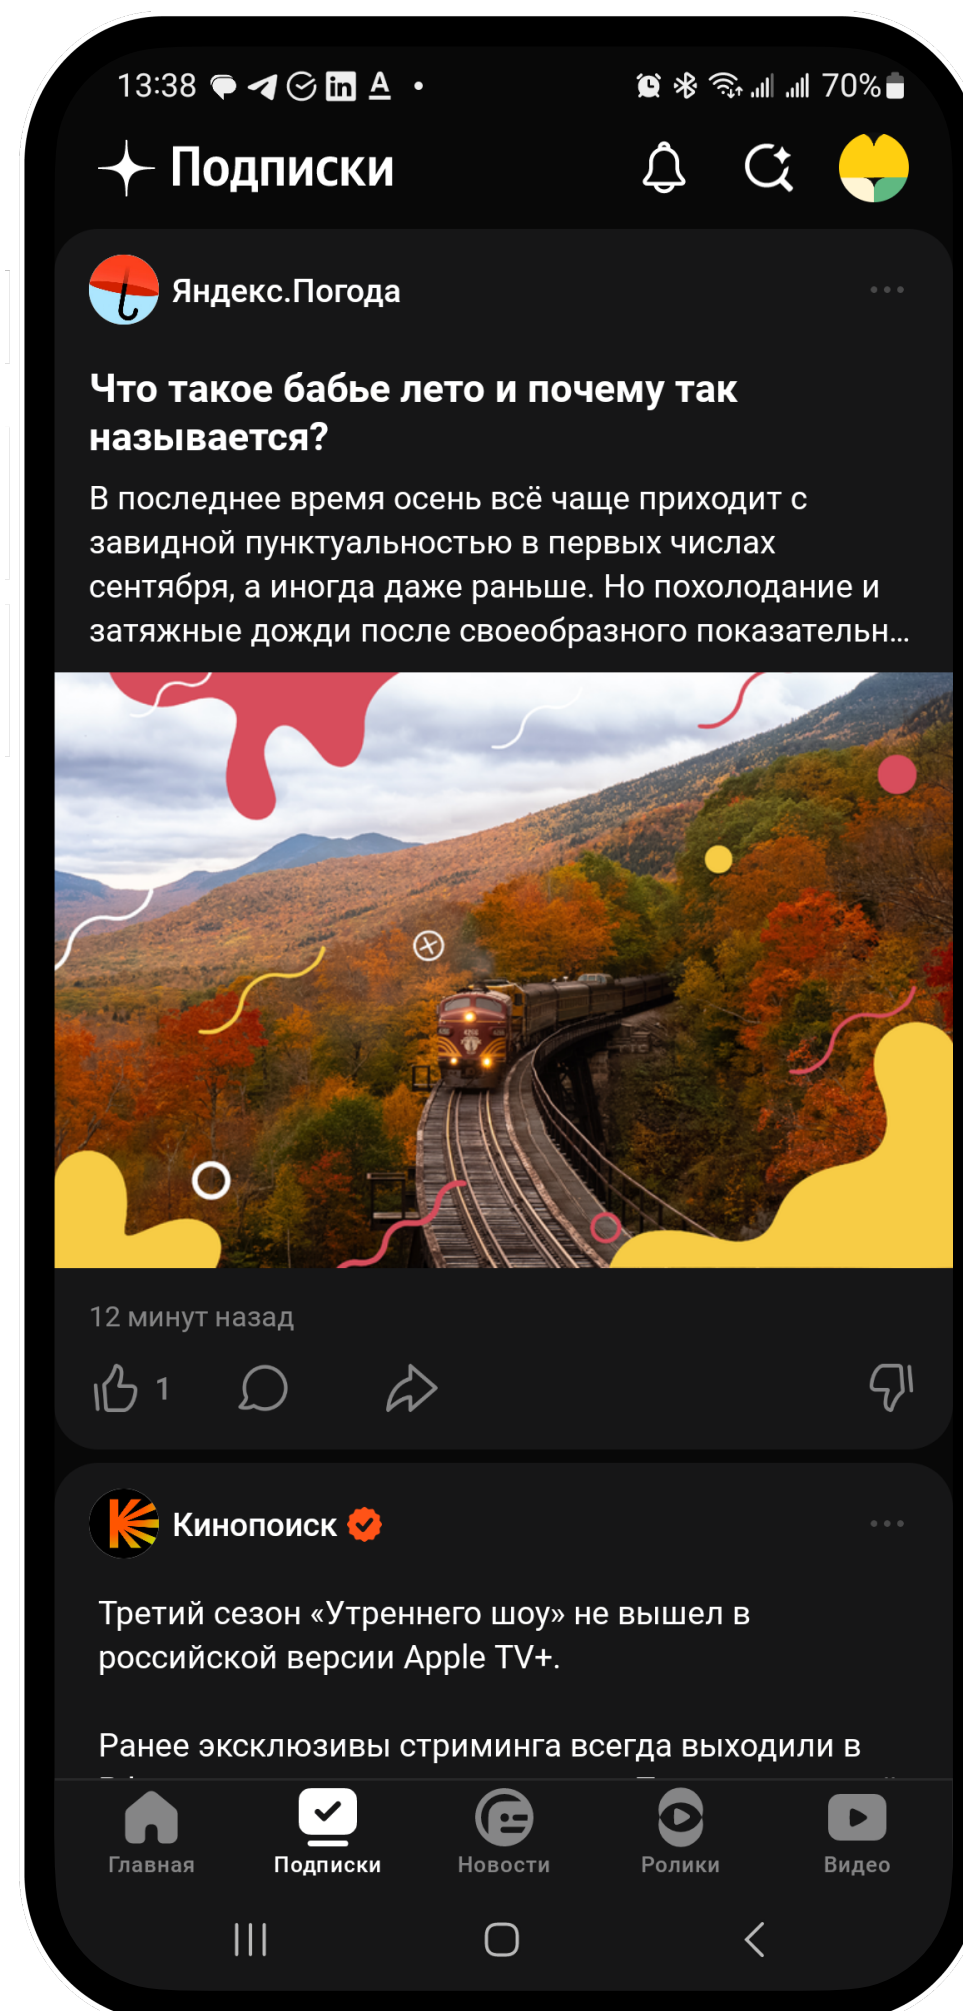 13:38
70%
Подписки
Яндекс.Погода
Что такое бабье лето и почему так
называется?
В последнее время осень всё чаще приходит с
завидной пунктуальностью в первых числах
сентября, а иногда даже раньше. Но похолодание и
затяжные дожди после своеобразного показательн...
12 минут назад
1
Кинопоиск
Третий сезон «Утреннего шоу» не вышел в
российской версии Apple TV+.
Ранее эксклюзивы стриминга всегда выходили в
Главная
Подписки
Новости
Ролики
Видео